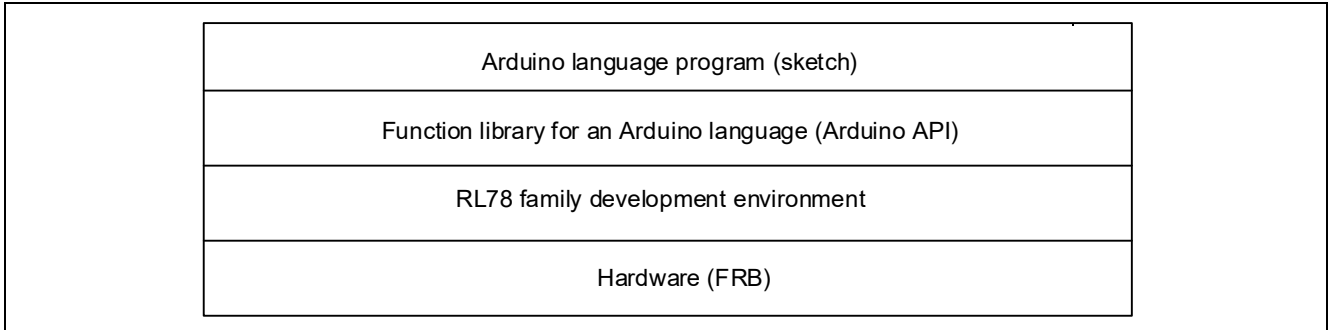 Arduino language program (sketch)
Function library for an Arduino language (Arduino API)
RL78 family development environment
Hardware (FRB)